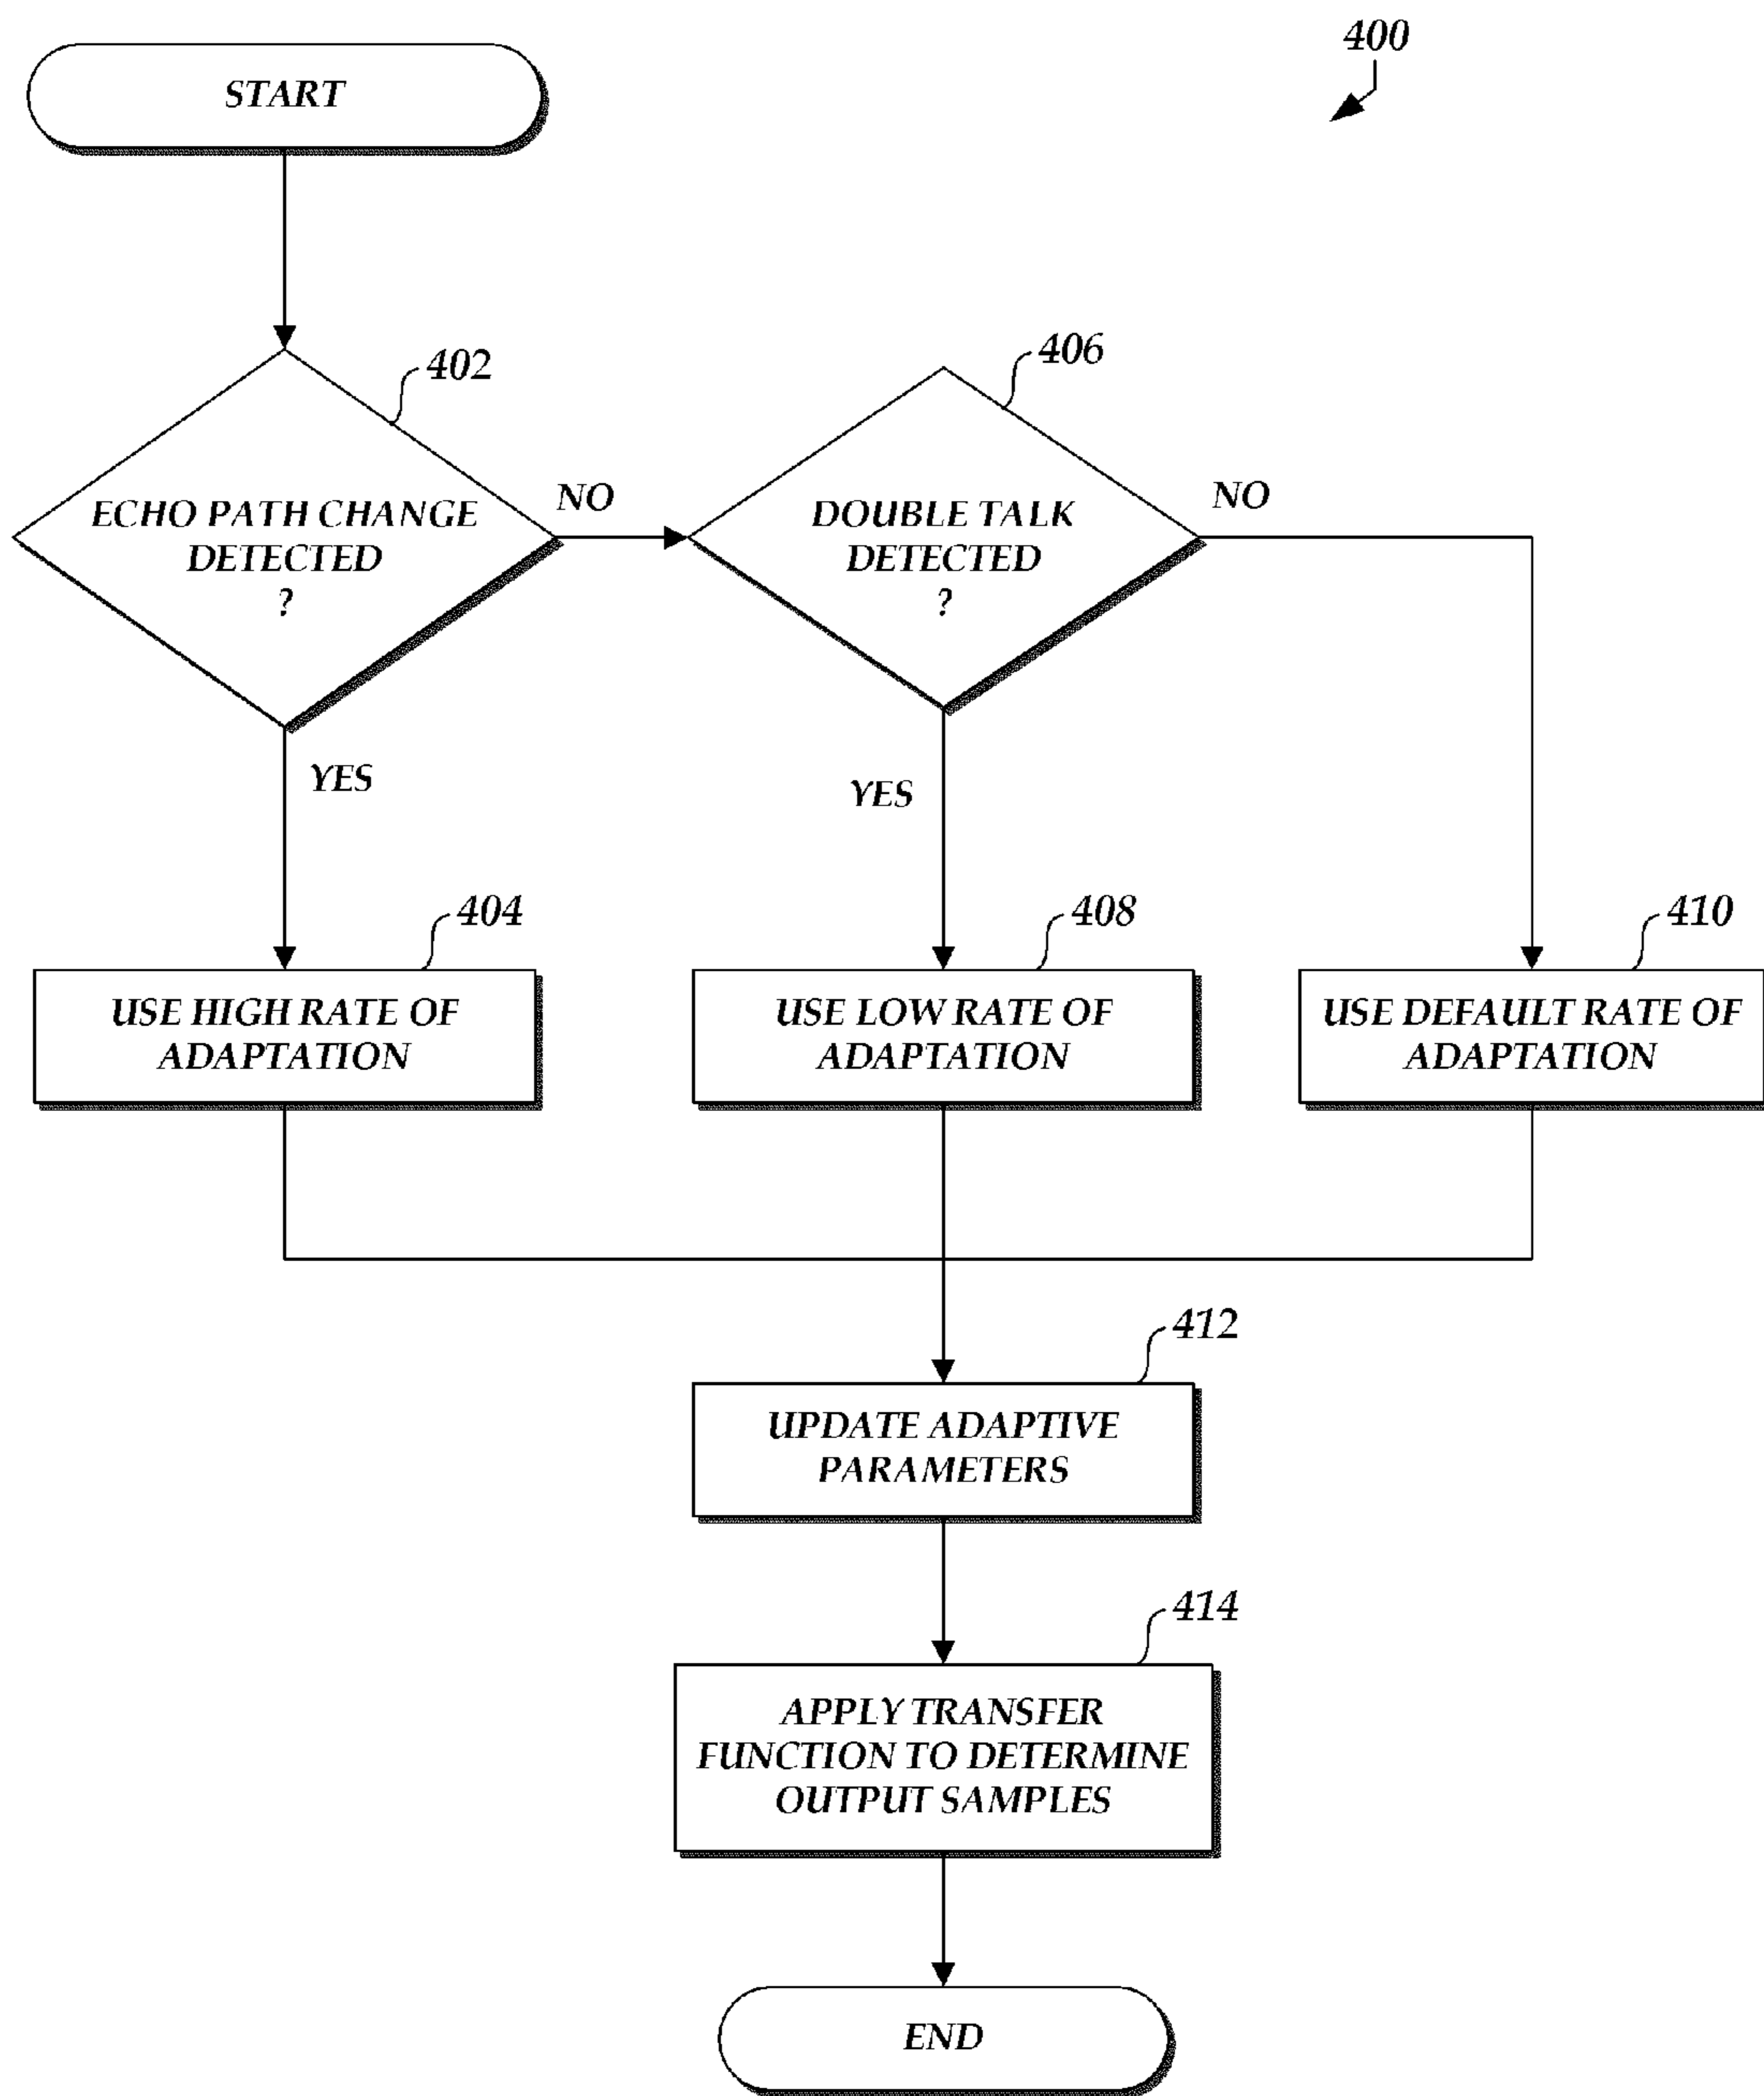 400
START
402
ECHO PATH CHANGE
DETECTED
?
NO
406
DOUBLE TALK
DETECTED
?
NO
YES
YES
404
USE HIGH RATE OF
ADAPTATION
408
USE LOW RATE OF
ADAPTATION
410
USE DEFAULT RATE OF
ADAPTATION
412
UPDATE ADAPTIVE
PARAMETERS
414
APPLY TRANSFER
FUNCTION TO DETERMINE
OUTPUT SAMPLES
END